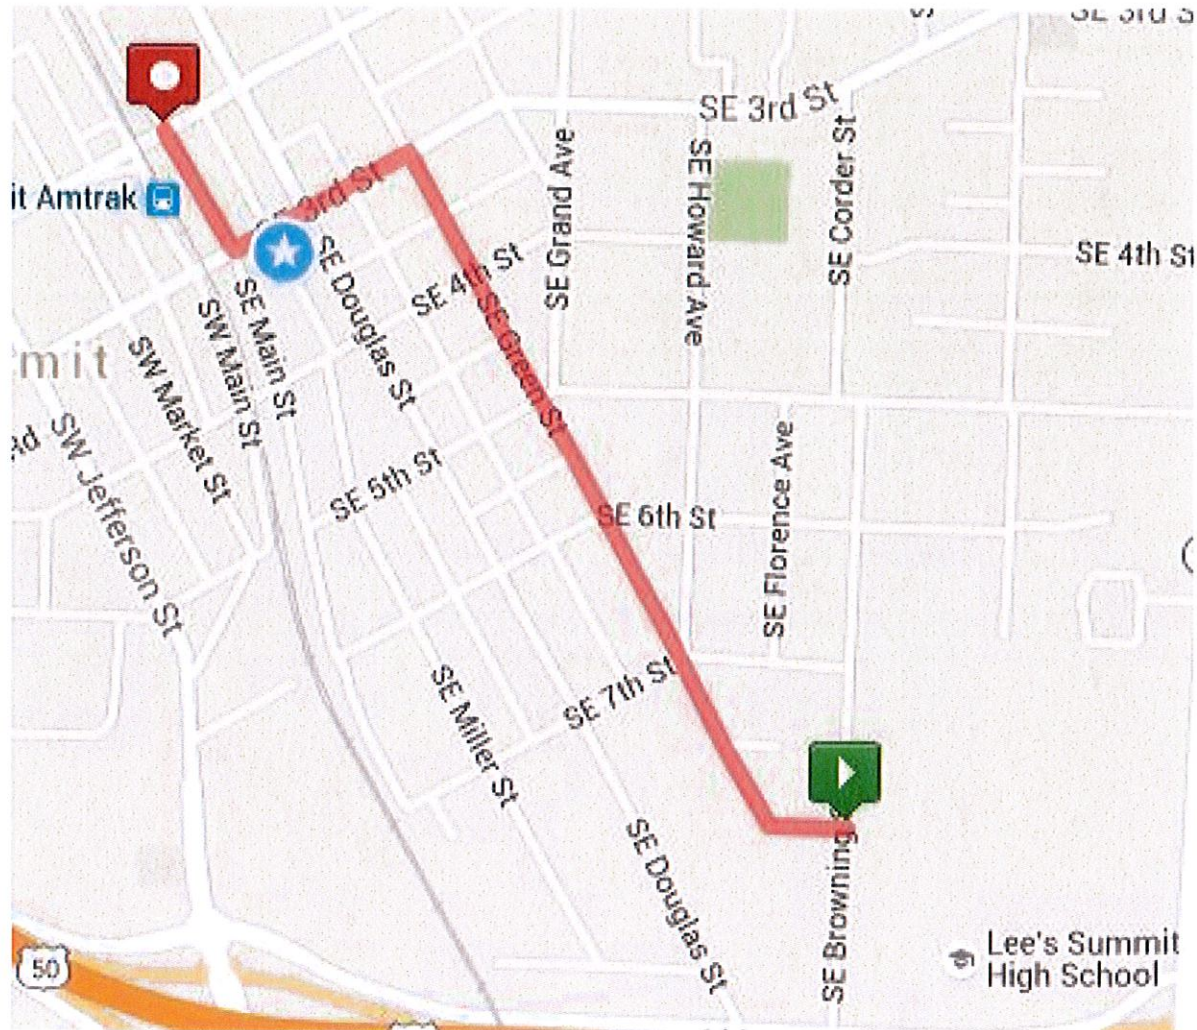 SE 3rd St
it Amtrak
3rd St
SE Grand Ave
SE Howard Ave
SE Corder St
SE 4th St
SE 4th St
SE Douglas St
SE Green St
SE Main St
SW Main St
SW Market St
mit
SW Jefferson St
SE 5th St
SE 6th St
SE Florence Ave
SE 7th St
SE Miller St
SE Douglas St
SE Browning
Lee's Summit
High School
50